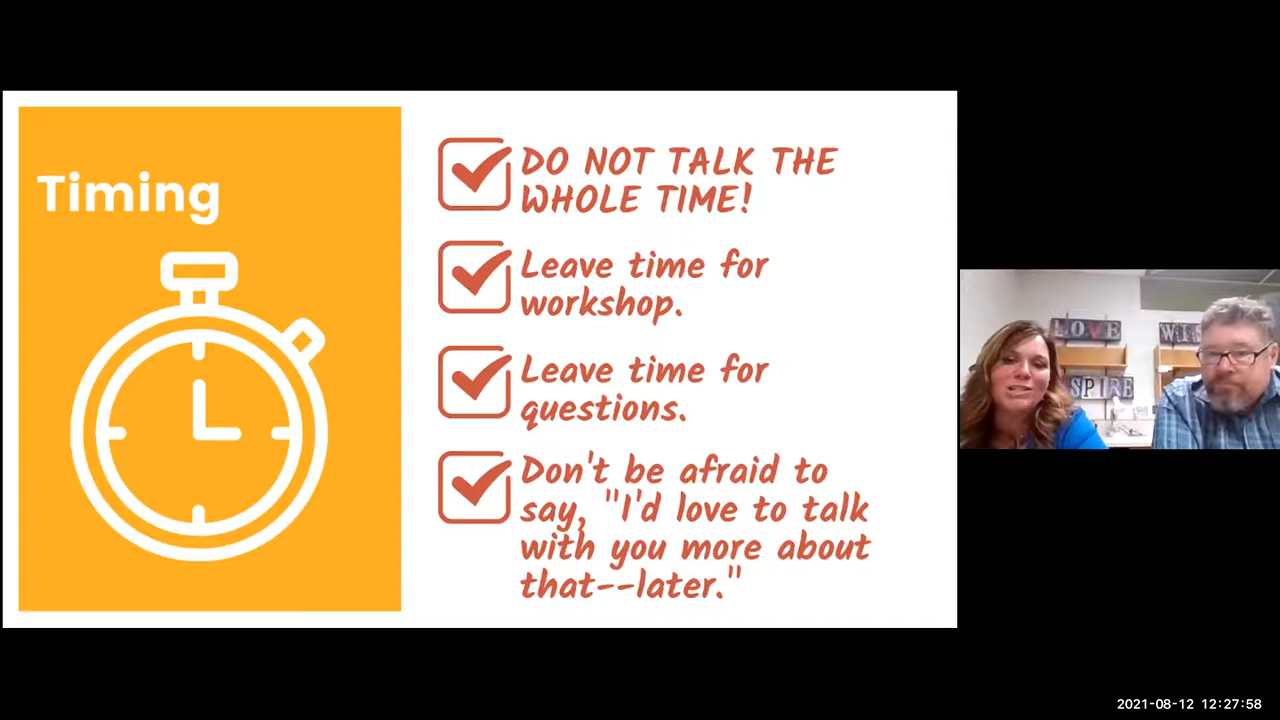 Timing
DO NOT TALK THE
WHOLE TIME!
Leave time for
workshop.
Leave time for
questions.
Don't be afraid to
say, "I'd love to talk
with you more about
that--later."
LOVE
SPIRE
2021-08-12 12:27:58